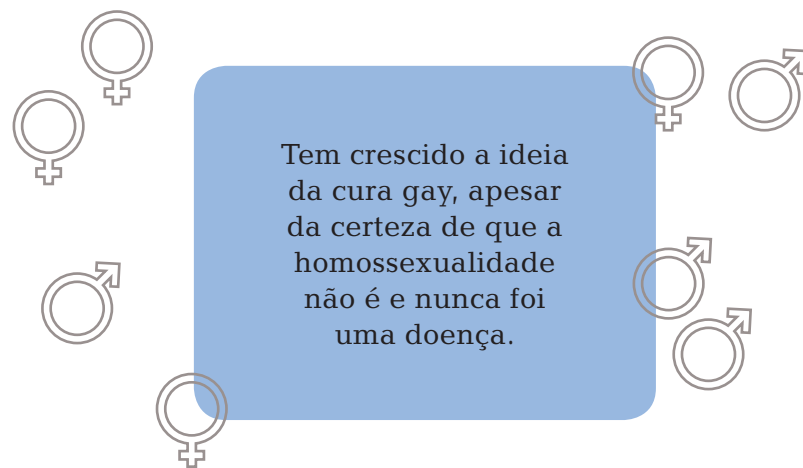 Tem crescido a ideia
da cura gay, apesar
da certeza de que a
homossexualidade
não é e nunca foi
uma doença.